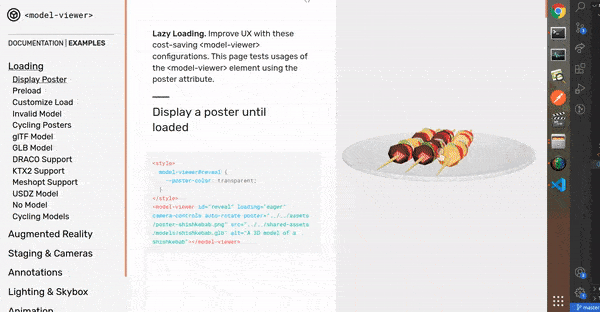 <model-viewer>
DOCUMENTATION | EXAMPLES
Loading
Display Poster
Preload
Customize Load
Invalid Model
Cycling Posters
glTF Model
GLB Model
DRACO Support
KTX2 Support
Meshopt Support
USDZ Model
No Model
Cycling Models
Augmented Reality
Staging & Cameras
Annotations
Lighting & Skybox
Animation
Lazy Loading. Improve UX with these
cost-saving <model-viewer>
configurations. This page tests usages of
the <model-viewer> element using the
poster attribute.
Display a poster until
loaded
<style>
model-viewer#reveal {
--poster-color: transparent;
}
</style>
<model-viewer id="reveal" loading="eager"
camera-controls auto-rotate poster="../../assets
/poster-shishkebab.png" src="../../shared-assets
/models/shishkebab.glb" alt="A 3D model of a
shishkebab"></model-viewer>
master